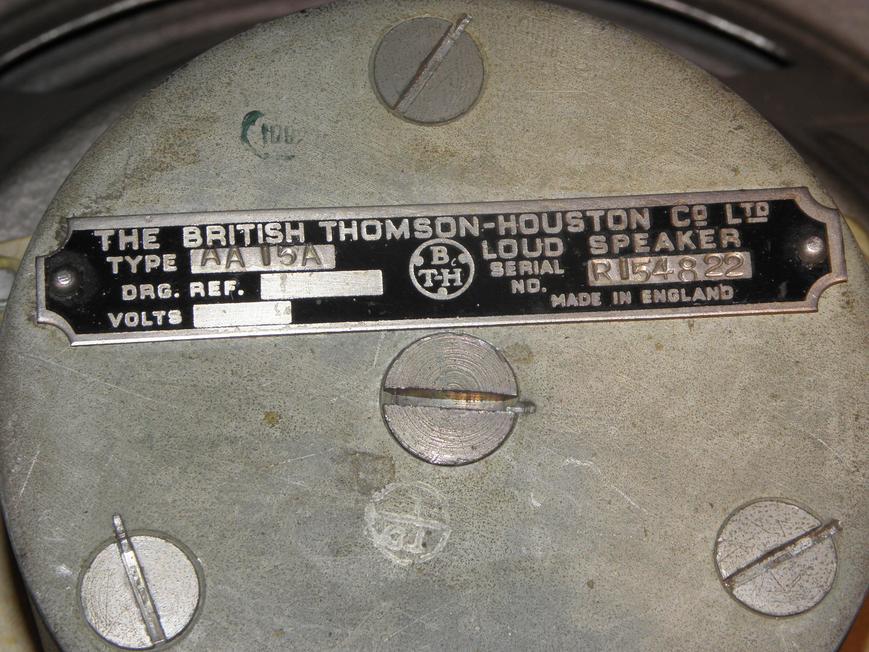 THE BRITISH THOMSON-HOUSTON Co LTD
TYPE AA 15A
LOUD SPEAKER
DRG. REF.
VOLTS
B
T-H
SERIAL NO. R154822
MADE IN ENGLAND